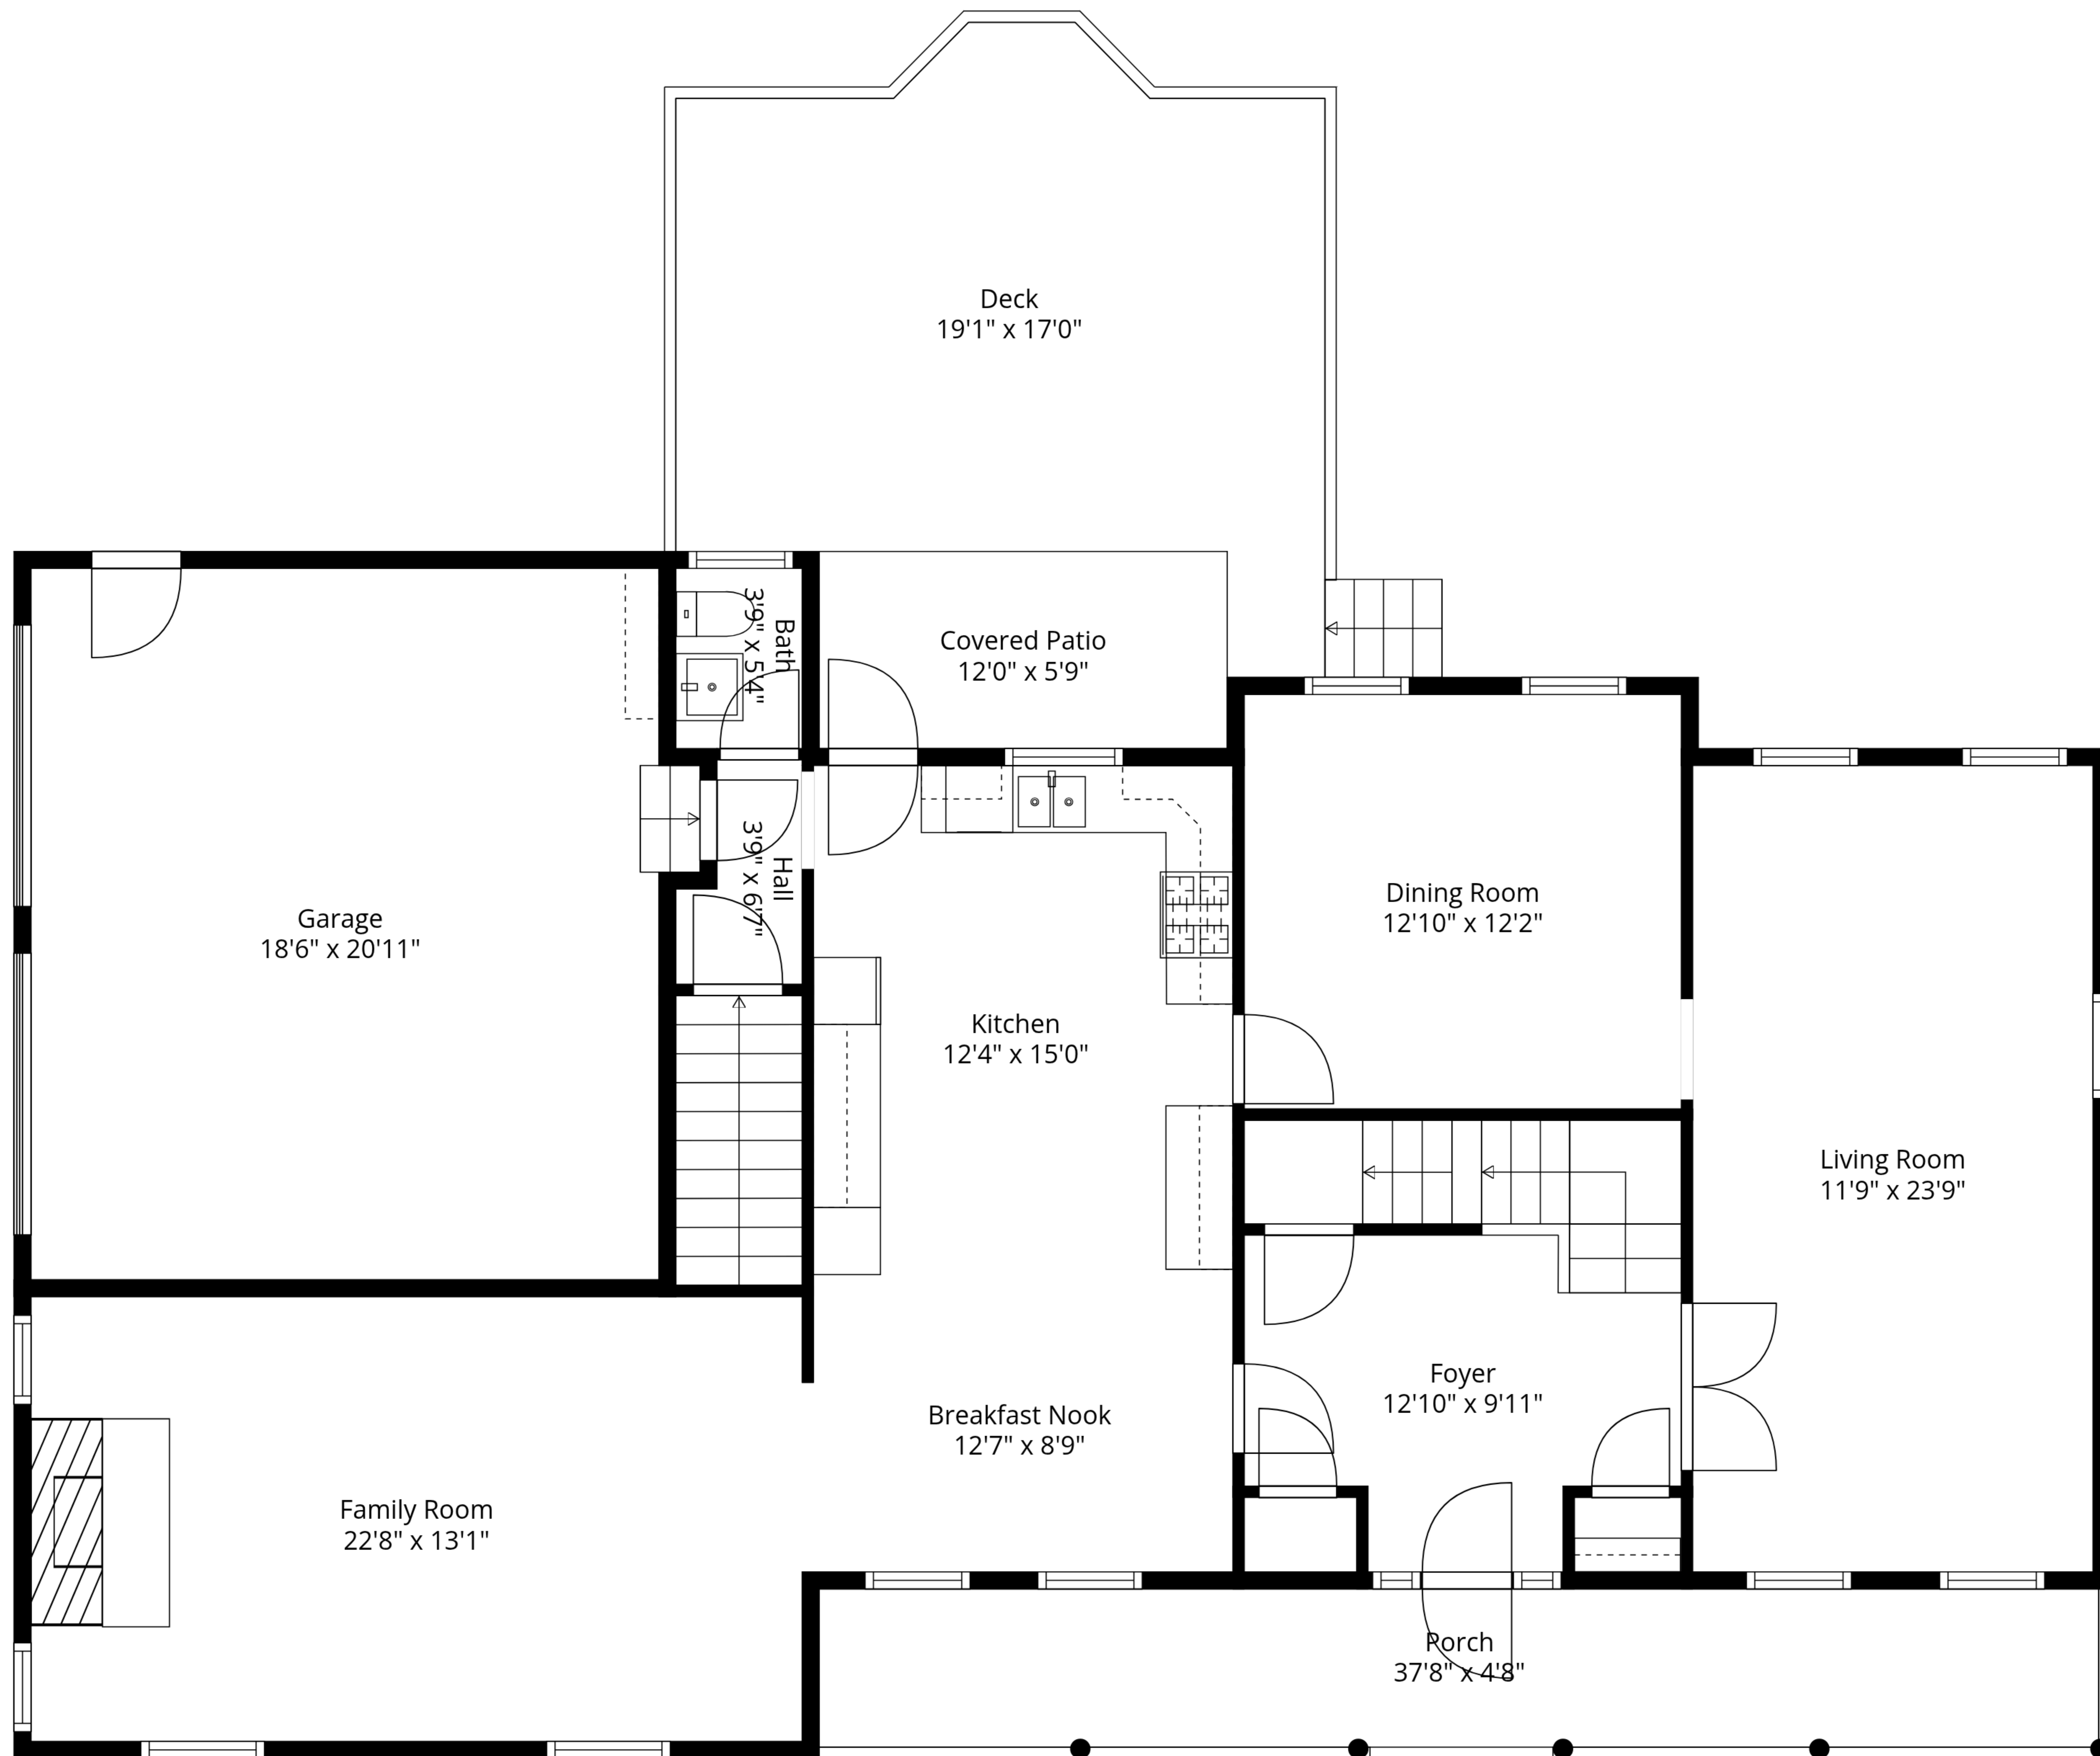 Deck
19'1" x 17'0"
Bath
3'9" x 5'4"
Covered Patio
12'0" x 5'9"
Hall
3'9" x 6'7"
Garage
18'6" x 20'11"
Dining Room
12'10" x 12'2"
Kitchen
12'4" x 15'0"
Living Room
11'9" x 23'9"
Foyer
12'10" x 9'11"
Breakfast Nook
12'7" x 8'9"
Family Room
22'8" x 13'1"
Porch
37'8" x 4'8"